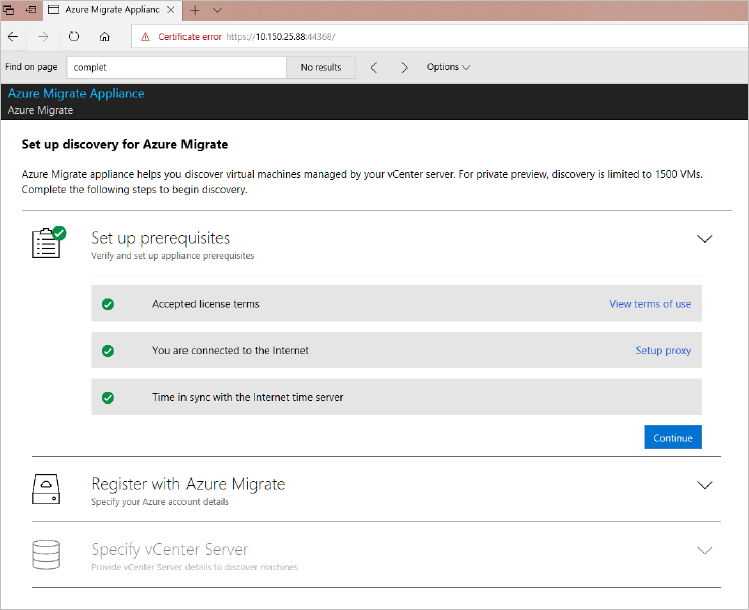 Azure Migrate Applianc
Certificate error https://10.150.25.88:44368/
Find on page complet No results Options
Azure Migrate Appliance
Azure Migrate
Set up discovery for Azure Migrate
Azure Migrate appliance helps you discover virtual machines managed by your vCenter server. For private preview, discovery is limited to 1500 VMs.
Complete the following steps to begin discovery.
Set up prerequisites
Verify and set up appliance prerequisites
Accepted license terms View terms of use
You are connected to the Internet Setup proxy
Time in sync with the Internet time server
Continue
Register with Azure Migrate
Specify your Azure account details
Specify vCenter Server
Provide vCenter Server details to discover machines